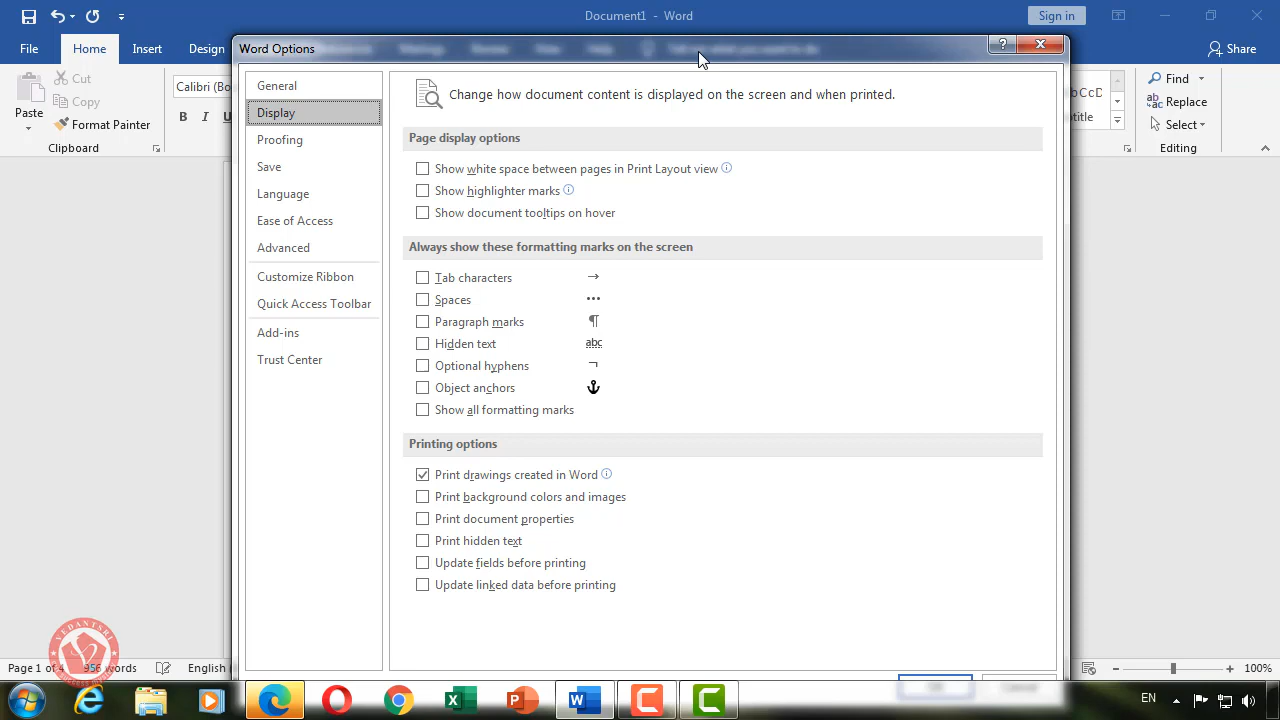 Document1 - Word
Sign in
File
Home
Insert
Design
Share
Word Options
Paste
Cut
Copy
Format Painter
Clipboard
Calibri (B
B I U
General
Display
Proofing
Save
Language
Ease of Access
Advanced
Customize Ribbon
Quick Access Toolbar
Add-ins
Trust Center
Change how document content is displayed on the screen and when printed.
Page display options
Show white space between pages in Print Layout view
Show highlighter marks
Show document tooltips on hover
Always show these formatting marks on the screen
Tab characters →
Spaces •••
Paragraph marks ¶
Hidden text abc
Optional hyphens ¬
Object anchors
Show all formatting marks
Printing options
Print drawings created in Word
Print background colors and images
Print document properties
Print hidden text
Update fields before printing
Update linked data before printing
Find
Replace
Select
Editing
VEDANTSRI
Page 1 of 4 956 words English (
100%
EN